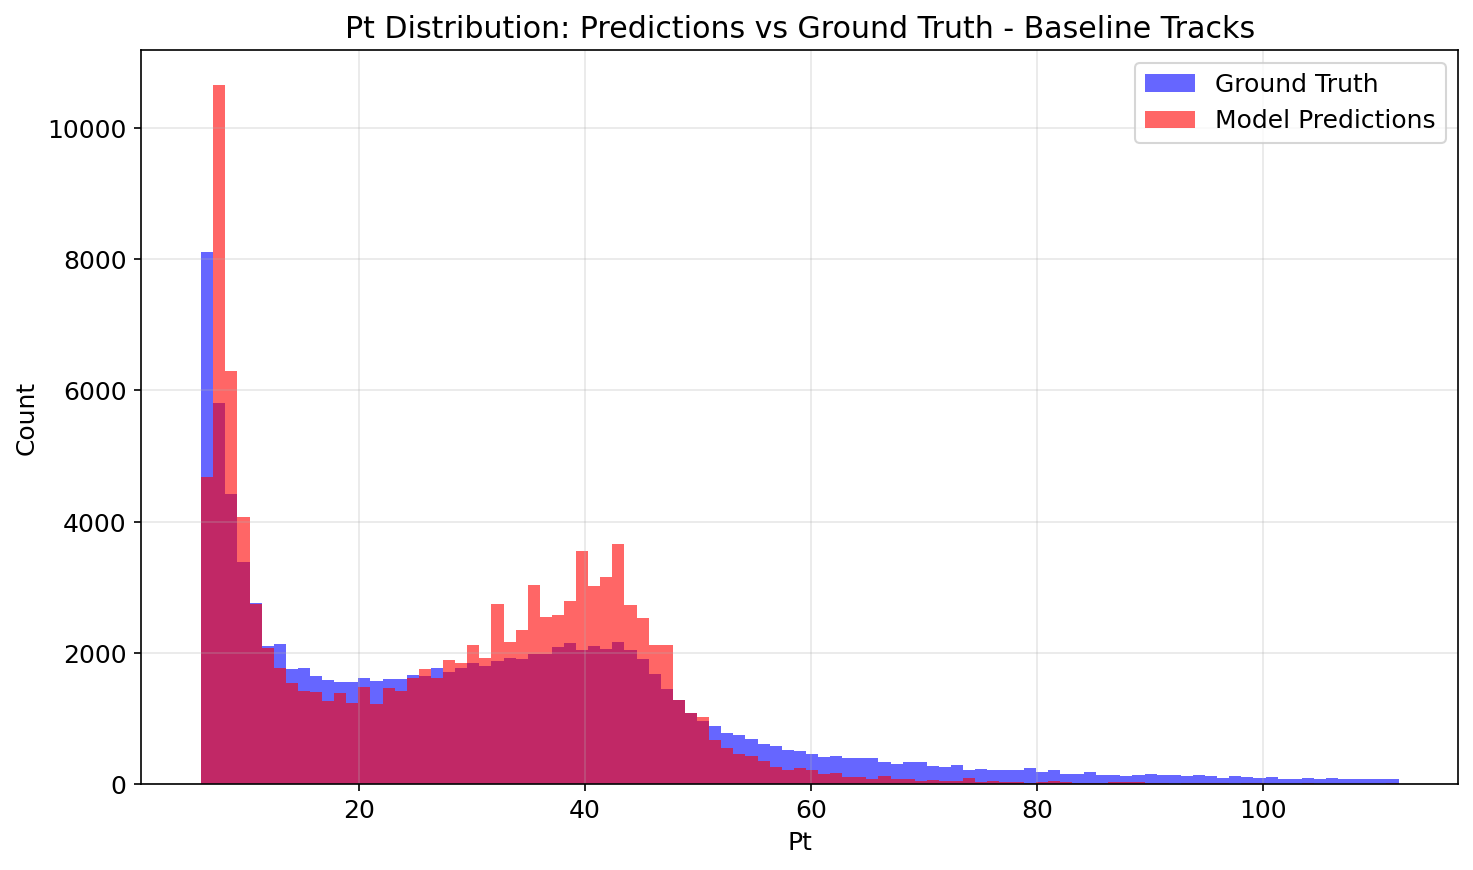 Pt Distribution: Predictions vs Ground Truth - Baseline Tracks
Ground Truth
Model Predictions
10000
8000
6000
4000
2000
0
Count
20
40
60
80
100
Pt